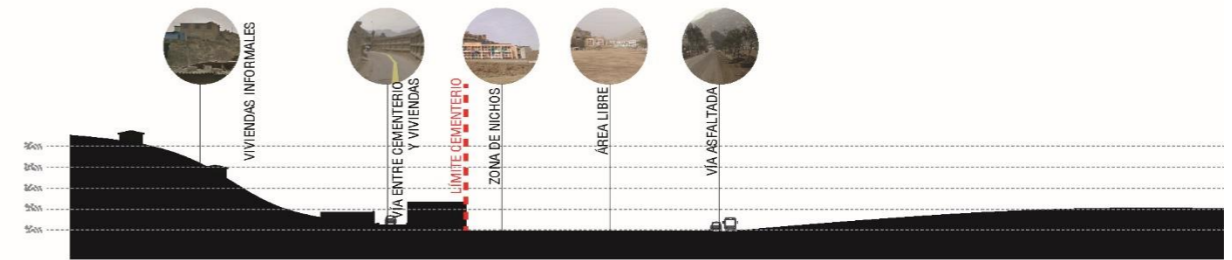 VIVIENDAS INFORMALES
VÍA ENTRE CEMENTERIO
Y VIVIENDAS
LÍMITE CEMENTERIO
ZONA DE NICHOS
ÁREA LIBRE
VÍA ASFALTADA